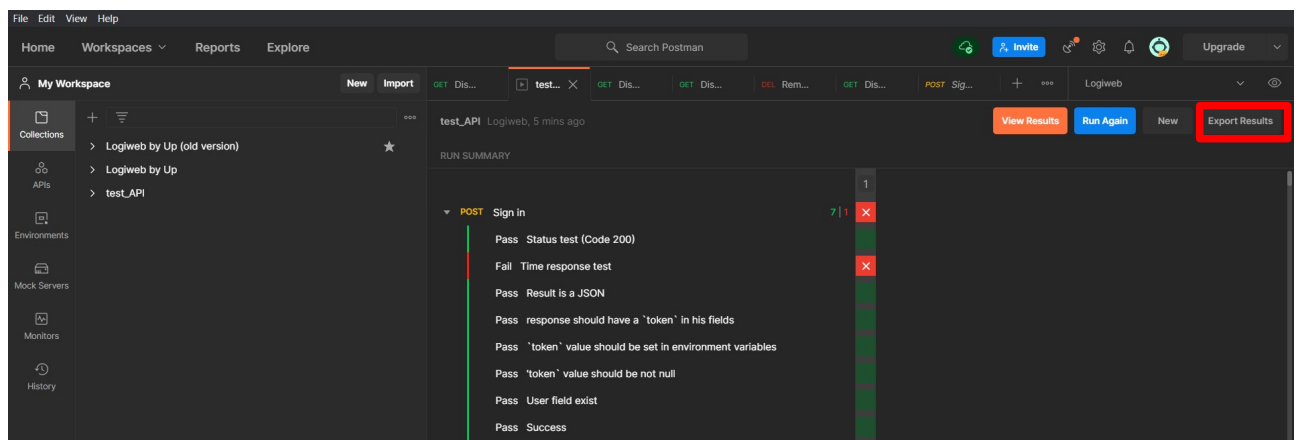 File Edit View Help
Home Workspaces Reports Explore Search Postman Invite Upgrade
My Workspace New Import GET Dis... test... GET Dis... GET Dis... DEL Rem... GET Dis... POST Sig... Logiweb
Collections
test_API Logiweb, 5 mins ago View Results Run Again New Export Results
Logiweb by Up (old version)
RUN SUMMARY
APIs
Logiweb by Up
1
test_API
POST Sign in 7 | 1
Environments
Pass Status test (Code 200)
Fail Time response test
Mock Servers
Pass Result is a JSON
Pass response should have a `token` in his fields
Monitors
Pass `token` value should be set in environment variables
Pass 'token` value should be not null
History
Pass User field exist
Pass Success